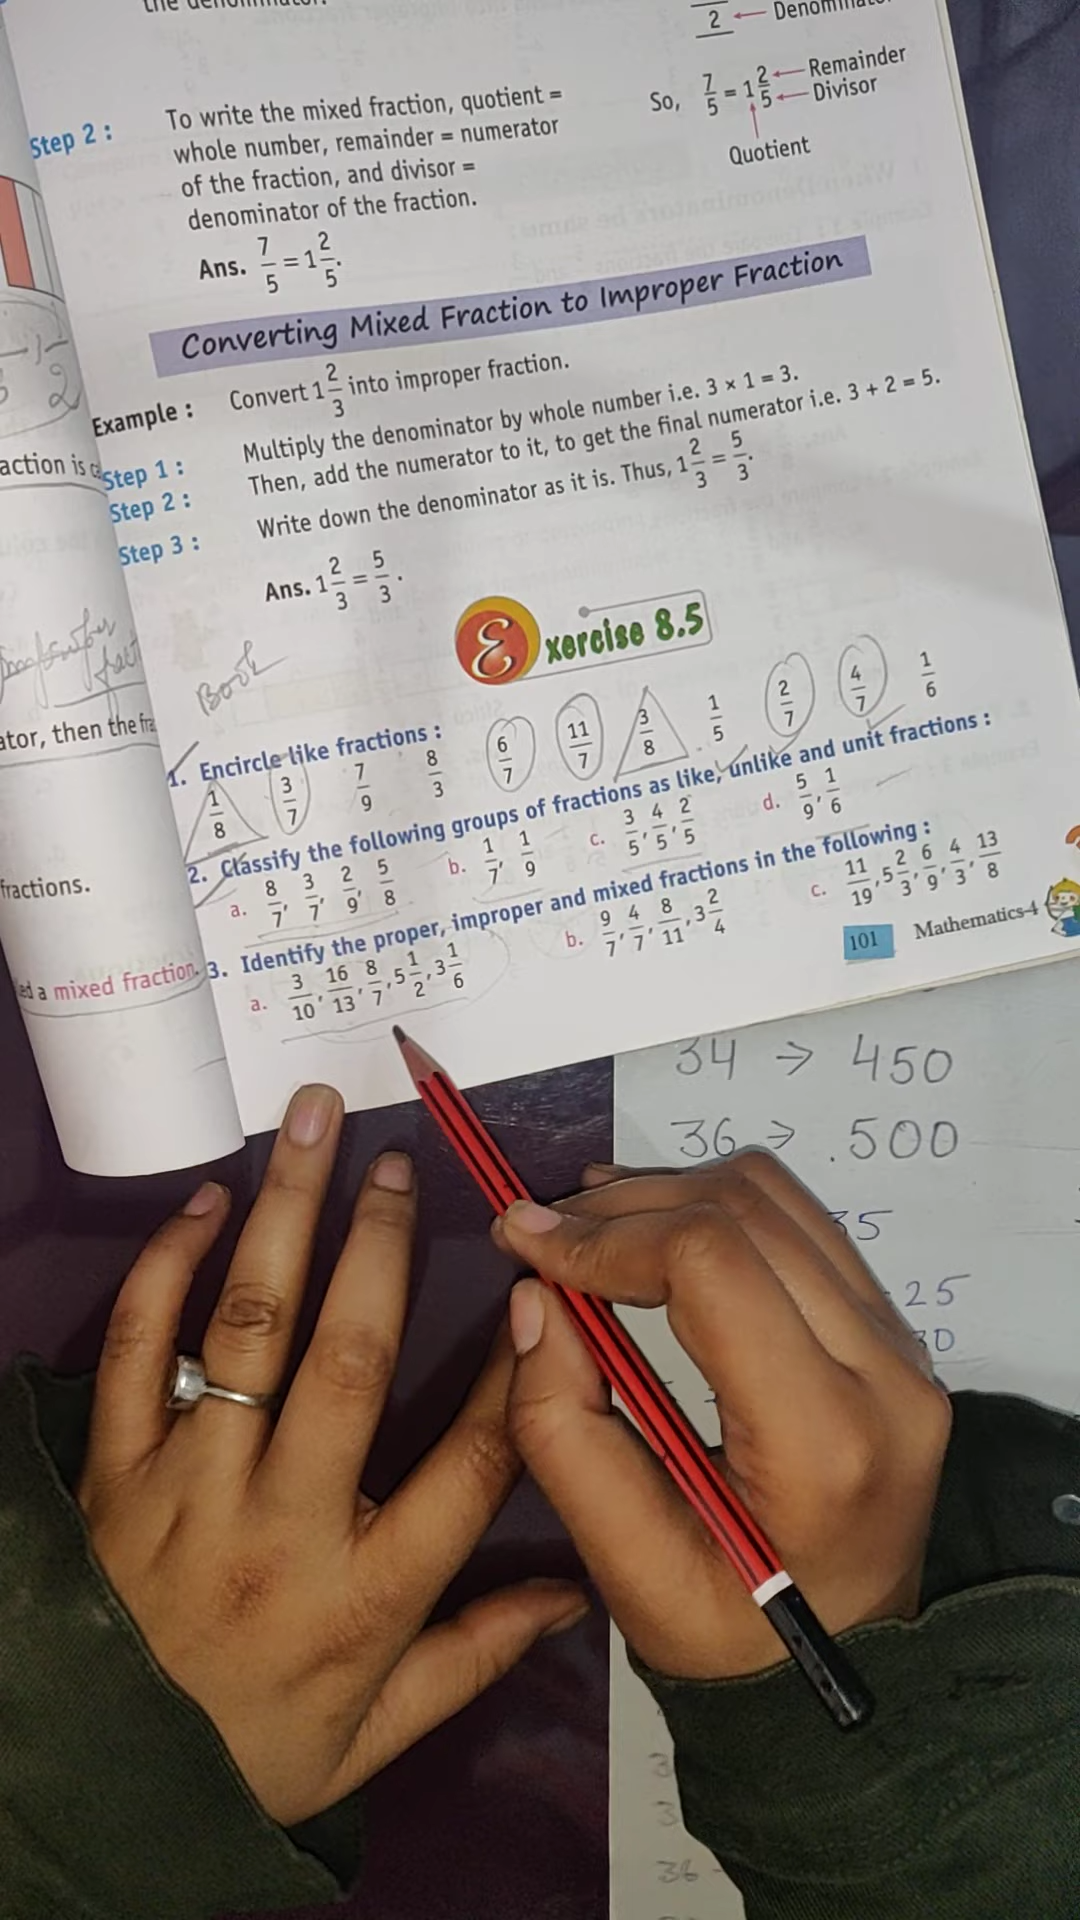 2 ← Denominator
Step 2 : To write the mixed fraction, quotient =
whole number, remainder = numerator
of the fraction, and divisor =
denominator of the fraction.
So, 7/5 = 1 2/5 ← Remainder
← Divisor
Quotient
Ans. 7/5 = 1 2/5.
Converting Mixed Fraction to Improper Fraction
Example : Convert 1 2/3 into improper fraction.
Step 1 : Multiply the denominator by whole number i.e. 3 × 1 = 3.
Step 2 : Then, add the numerator to it, to get the final numerator i.e. 3 + 2 = 5.
Step 3 : Write down the denominator as it is. Thus, 1 2/3 = 5/3.
Ans. 1 2/3 = 5/3.
Exercise 8.5
Book
1. Encircle like fractions :
1/8 3/7 7/9 8/3 6/7 11/7 3/8 1/5 2/7 4/7 1/6
2. Classify the following groups of fractions as like, unlike and unit fractions :
a. 8/7, 3/7, 2/9, 5/8 b. 1/7, 1/9 c. 3/5, 4/5, 2/5 d. 5/9, 1/6
3. Identify the proper, improper and mixed fractions in the following :
a. 3/10, 16/13, 8/7, 5 1/2, 3 1/6 b. 9/7, 4/7, 8/11, 3 2/4 c. 11/19, 5 2/3, 6/9, 4/3, 13/8
101 Mathematics-4
action is
ator, then the
fractions.
a mixed fraction.
34 → 450
36 → .500
35
25
30
36